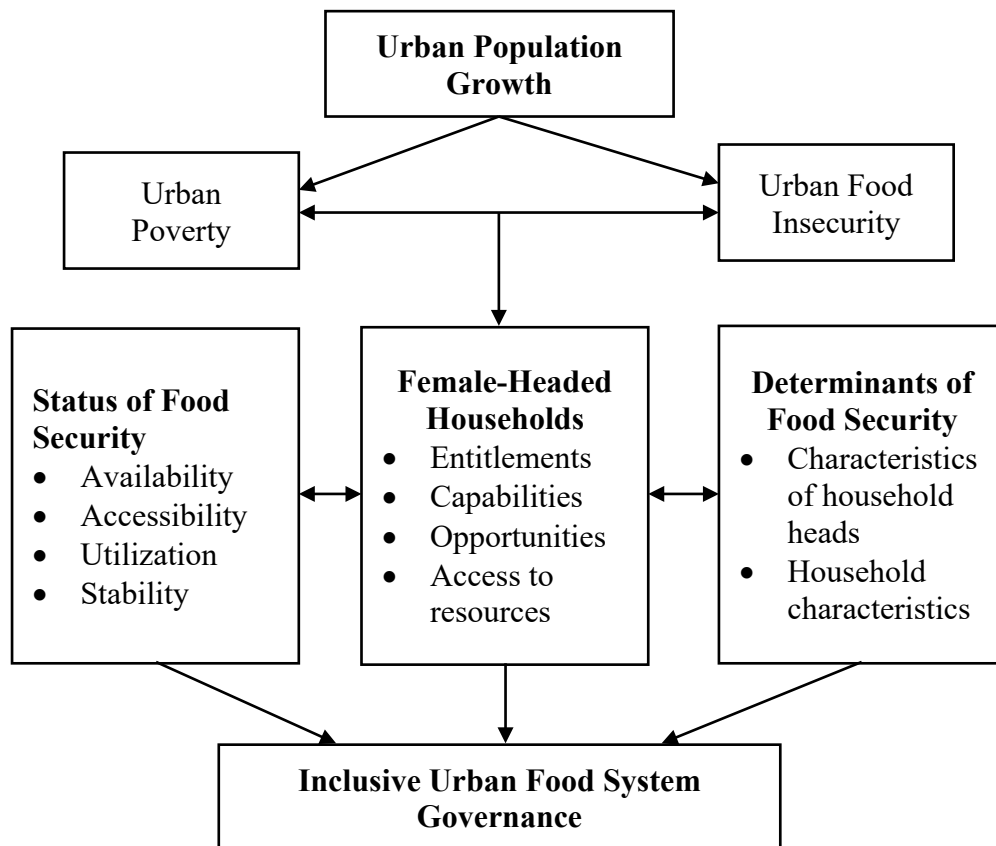 Urban Population
Growth
Urban
Poverty
Urban Food
Insecurity
Status of Food
Security
• Availability
• Accessibility
• Utilization
• Stability
Female-Headed
Households
• Entitlements
• Capabilities
• Opportunities
• Access to
resources
Determinants of
Food Security
• Characteristics
of household
heads
• Household
characteristics
Inclusive Urban Food System
Governance